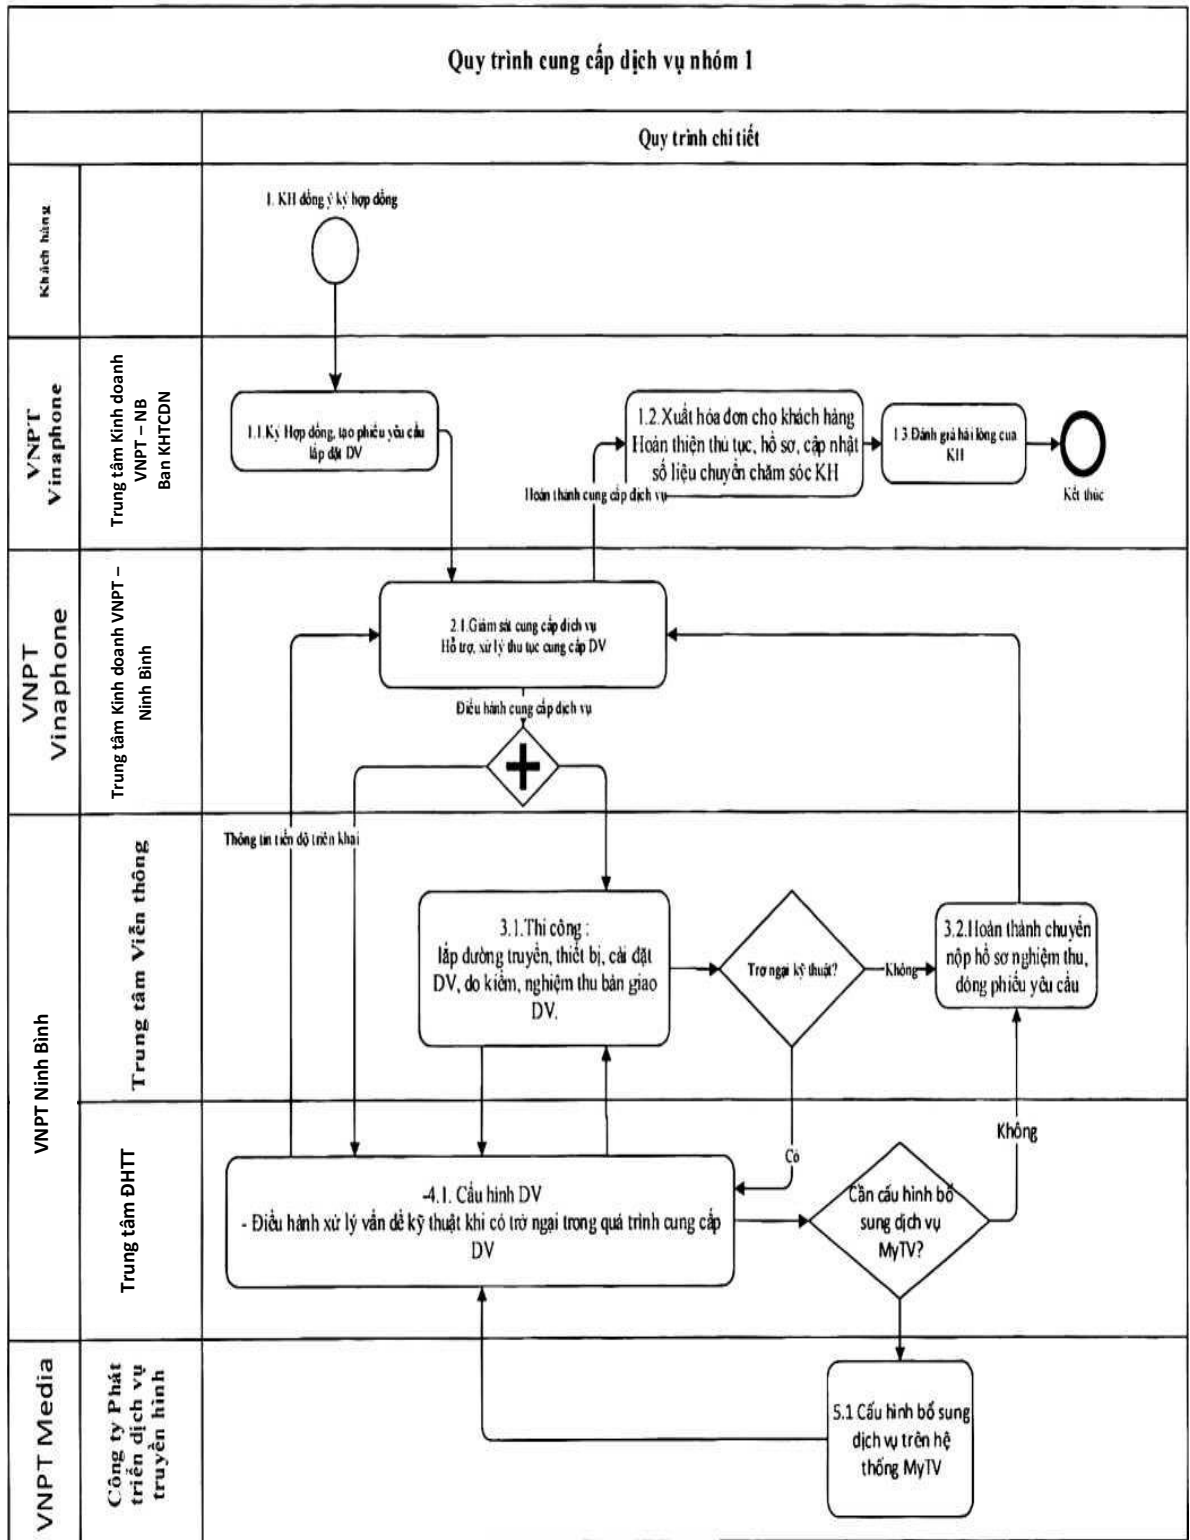 Quy trình cung cấp dịch vụ nhóm 1
Quy trình chi tiết
Khách hàng
1. KH đồng ý ký hợp đồng
VNPT
Vinaphone
Trung tâm Kinh doanh
VNPT – NB
Ban KHTCDN
1.1.Ký Hợp đồng, tạo phiếu yêu cầu
lắp đặt DV
1.2.Xuất hóa đơn cho khách hàng
Hoàn thiện thủ tục, hồ sơ, cập nhật
số liệu chuyển chăm sóc KH
1.3.Đánh giá hài lòng của
KH
Kết thúc
Hoàn thành cung cấp dịch vụ
VNPT
Vinaphone
Trung tâm Kinh doanh VNPT –
Ninh Bình
2.1.Giám sát cung cấp dịch vụ
Hỗ trợ, xử lý thủ tục cung cấp DV
Điều hành cung cấp dịch vụ
VNPT Ninh Bình
Trung tâm Viễn thông
Thông tin tiến độ triển khai
3.1.Thi công :
lắp đường truyền, thiết bị, cài đặt
DV, đo kiểm, nghiệm thu bàn giao
DV.
Trở ngại kỹ thuật?
Không
3.2.Hoàn thành chuyển
nộp hồ sơ nghiệm thu,
đóng phiếu yêu cầu
Trung tâm ĐHTT
Có
Không
-4.1. Cấu hình DV
- Điều hành xử lý vấn đề kỹ thuật khi có trở ngại trong quá trình cung cấp
DV
Cần cấu hình bổ
sung dịch vụ
MyTV?
VNPT Media
Công ty Phát
triển dịch vụ
truyền hình
5.1 Cấu hình bổ sung
dịch vụ trên hệ
thống MyTV